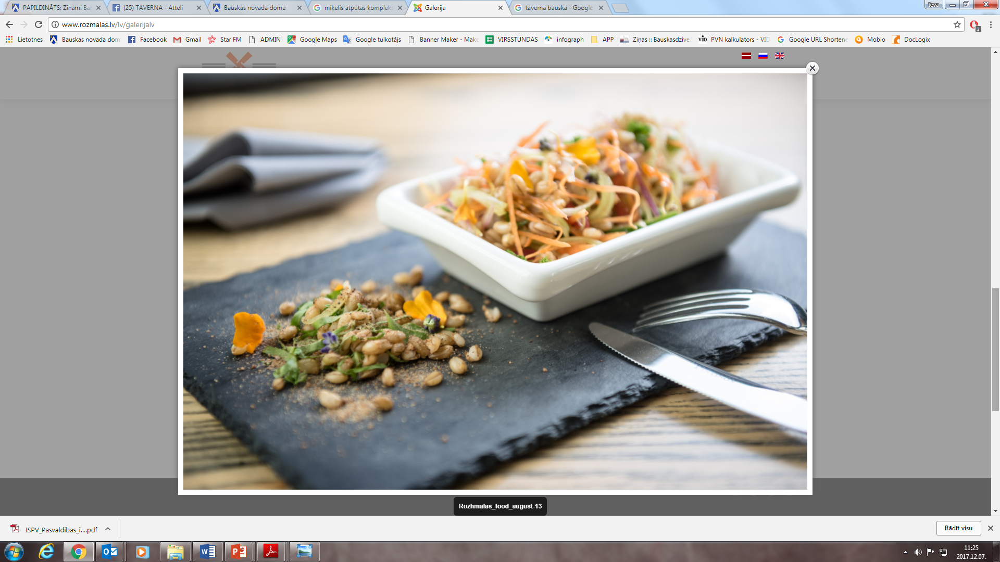 PAPILDINĀTS: Zināmi Ba
(25) TAVERNA - Attēli
Bauskas novada dome
miķelis atpūtas kompleks
Galerija
taverna bauska - Google
Ieva
www.rozmalas.lv/lv/galerijalv
2
Lietotnes
Bauskas novada dom
Facebook
Gmail
Star FM
ADMIN
Google Maps
Google tulkotājs
Banner Maker - Make
VIRSSTUNDAS
infograph
APP
Ziņas :: Bauskasdzive.
VID
PVN kalkulators - VID
Google URL Shortene
Mobio
DocLogix
Rozhmalas_food_august-13
ISPV_Pasvaldibas_i....pdf
Rādīt visu
11:25
2017.12.07.